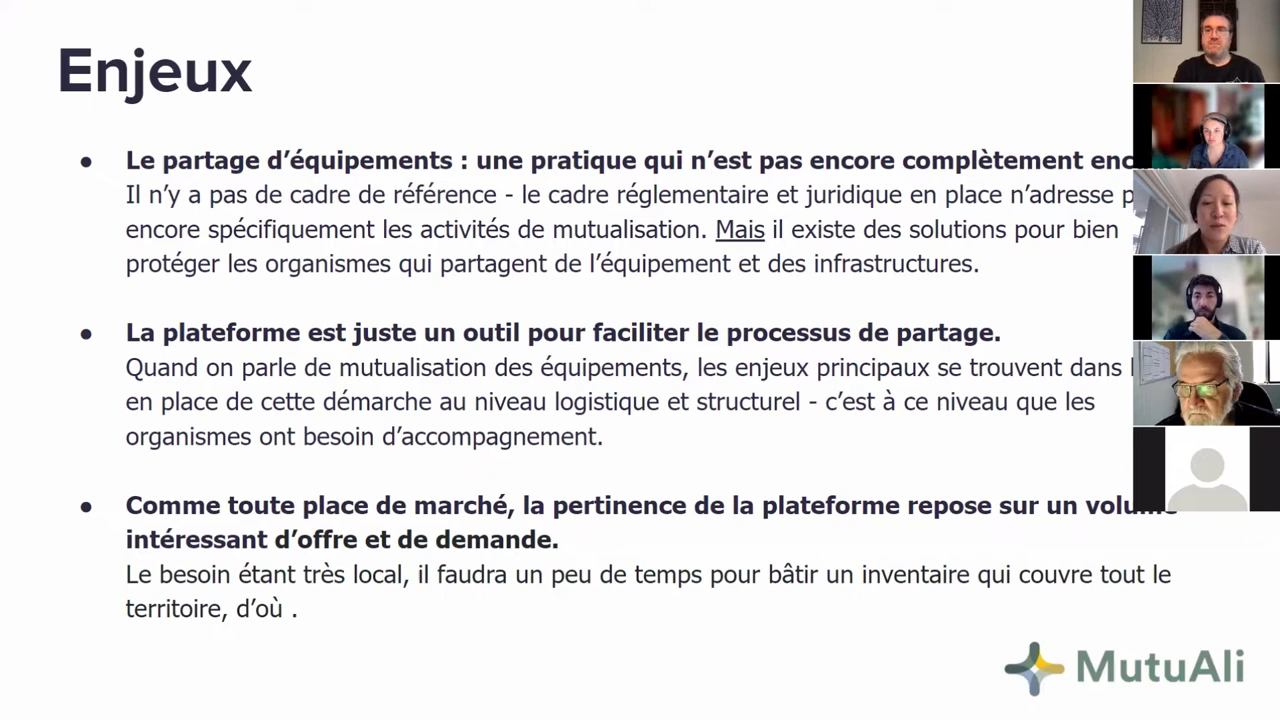 Enjeux
● Le partage d’équipements : une pratique qui n’est pas encore complètement
Il n’y a pas de cadre de référence - le cadre réglementaire et juridique en place n’adresse
encore spécifiquement les activités de mutualisation. Mais il existe des solutions pour bien
protéger les organismes qui partagent de l’équipement et des infrastructures.
● La plateforme est juste un outil pour faciliter le processus de partage.
Quand on parle de mutualisation des équipements, les enjeux principaux se trouvent dans
en place de cette démarche au niveau logistique et structurel - c’est à ce niveau que les
organismes ont besoin d’accompagnement.
● Comme toute place de marché, la pertinence de la plateforme repose sur un volume
intéressant d’offre et de demande.
Le besoin étant très local, il faudra un peu de temps pour bâtir un inventaire qui couvre tout le
territoire, d’où .
MutuAli